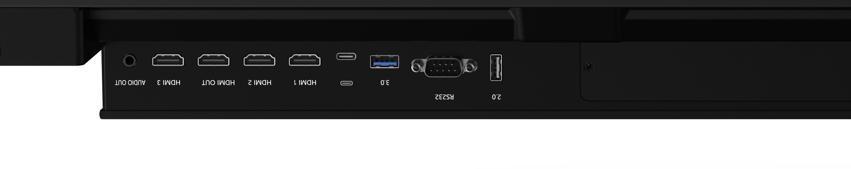 AUDIO OUT
HDMI 3
HDMI OUT
HDMI 2
HDMI 1
3.0
RS232
2.0